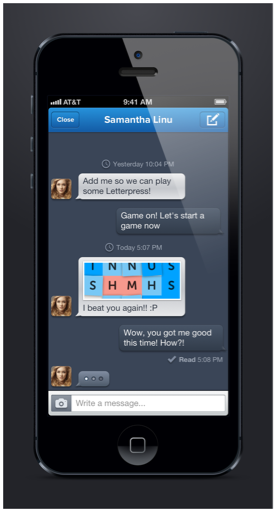 AT&T 9:41 AM
Close Samantha Linu
Yesterday 10:04 PM
Add me so we can play
some Letterpress!
Game on! Let's start a
game now
Today 5:07 PM
I N N U S
S H M H S
I beat you again!! :P
Wow, you got me good
this time! How?!
Read 5:08 PM
Write a message...